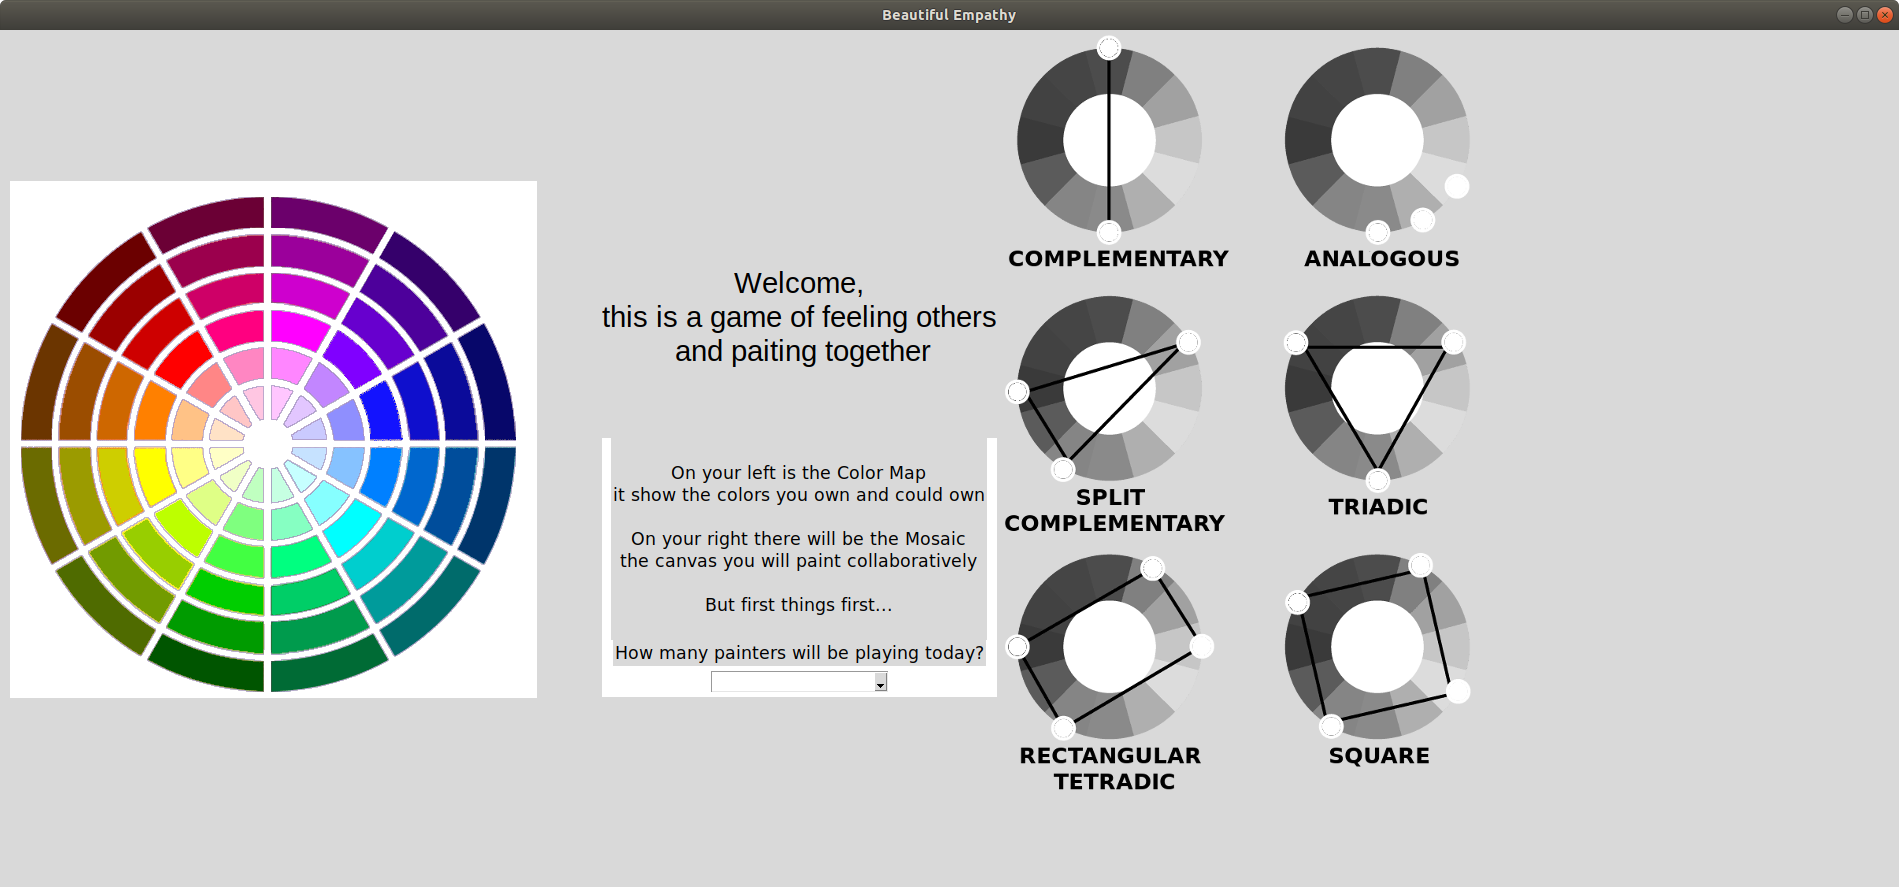 Beautiful Empathy
Welcome,
this is a game of feeling others
and paiting together
On your left is the Color Map
it show the colors you own and could own
On your right there will be the Mosaic
the canvas you will paint collaboratively
But first things first...
How many painters will be playing today?
COMPLEMENTARY
ANALOGOUS
SPLIT
COMPLEMENTARY
TRIADIC
RECTANGULAR
TETRADIC
SQUARE